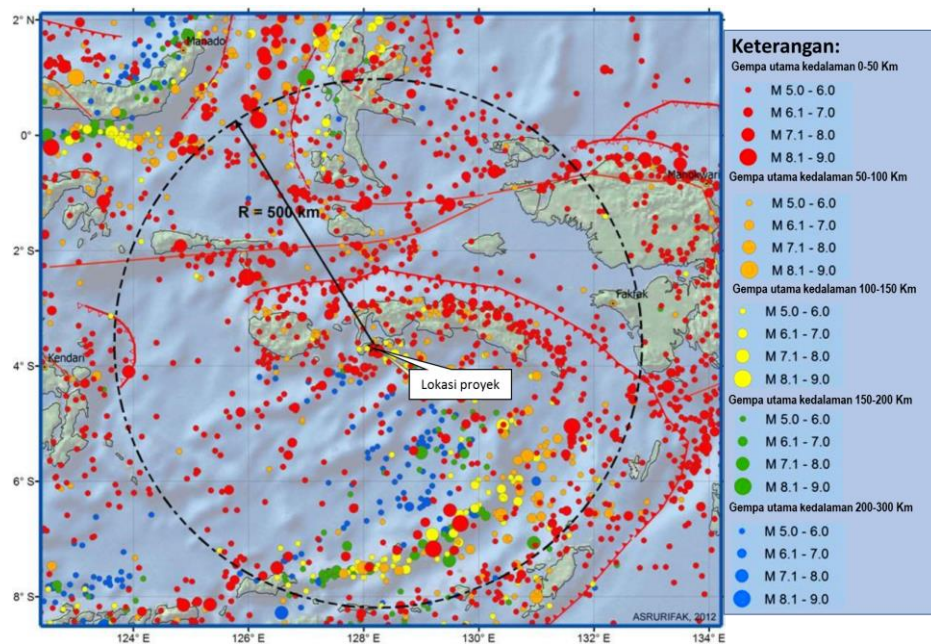 2° N
0°
2° S
4° S
6° S
8° S
124° E
126° E
128° E
130° E
132° E
134° E
Manado
Manokwari
R = 500 km
Fakfak
Kendari
Lokasi proyek
ASRURIFAK, 2012
Keterangan:
Gempa utama kedalaman 0-50 Km
M 5.0 - 6.0
M 6.1 - 7.0
M 7.1 - 8.0
M 8.1 - 9.0
Gempa utama kedalaman 50-100 Km
M 5.0 - 6.0
M 6.1 - 7.0
M 7.1 - 8.0
M 8.1 - 9.0
Gempa utama kedalaman 100-150 Km
M 5.0 - 6.0
M 6.1 - 7.0
M 7.1 - 8.0
M 8.1 - 9.0
Gempa utama kedalaman 150-200 Km
M 5.0 - 6.0
M 6.1 - 7.0
M 7.1 - 8.0
M 8.1 - 9.0
Gempa utama kedalaman 200-300 Km
M 5.0 - 6.0
M 6.1 - 7.0
M 7.1 - 8.0
M 8.1 - 9.0